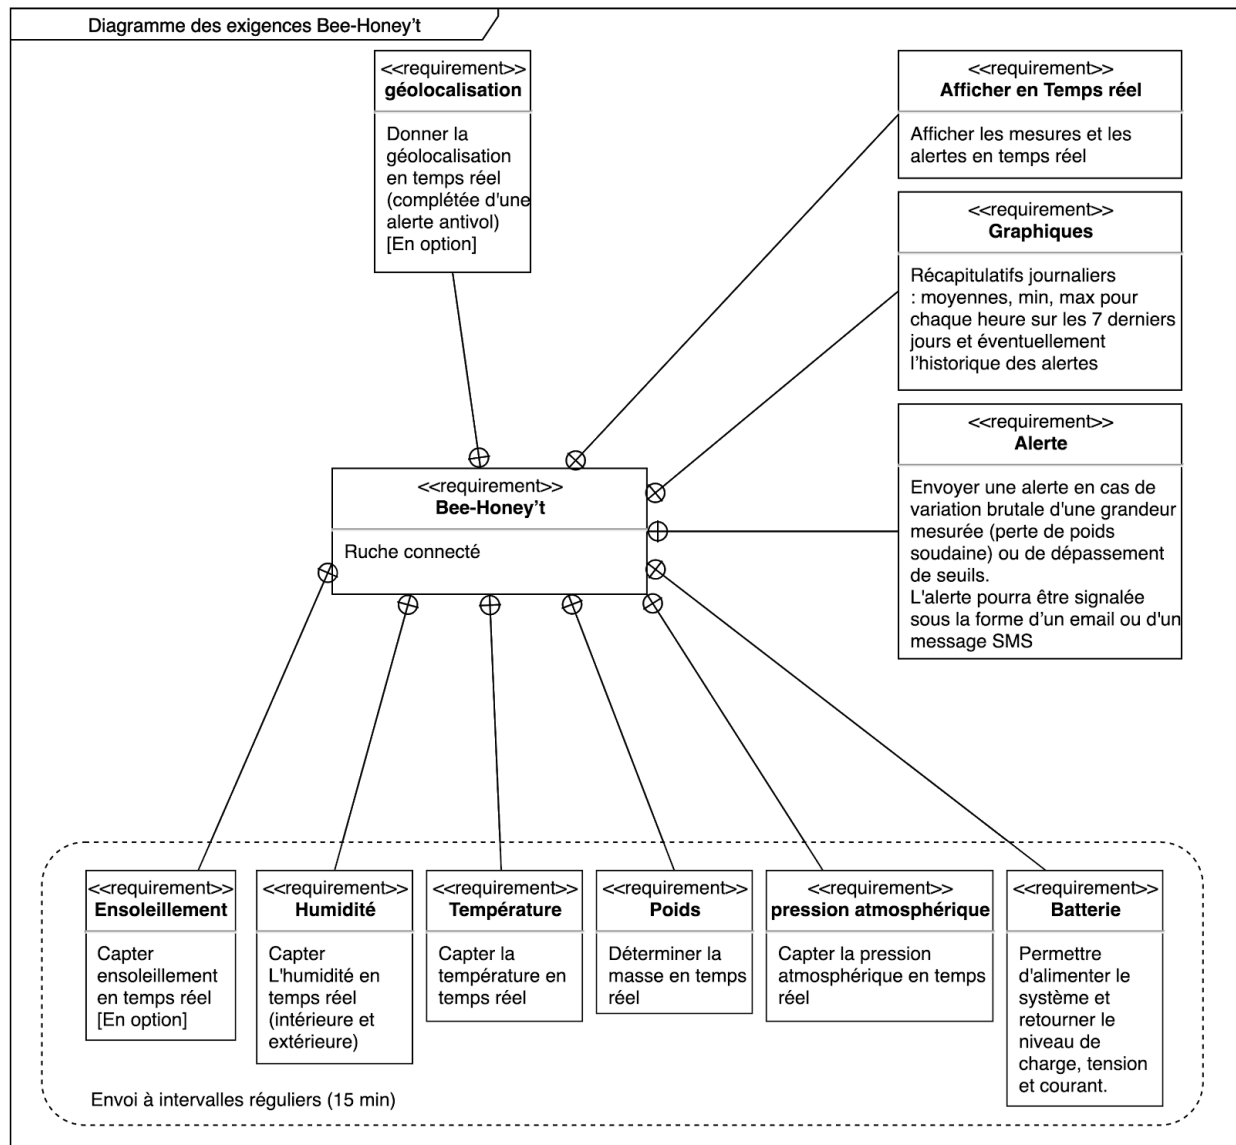 Diagramme des exigences Bee-Honey't
<<requirement>>
géolocalisation
Donner la
géolocalisation
en temps réel
(complétée d'une
alerte antivol)
[En option]
<<requirement>>
Afficher en Temps réel
Afficher les mesures et les
alertes en temps réel
<<requirement>>
Graphiques
Récapitulatifs journaliers
: moyennes, min, max pour
chaque heure sur les 7 derniers
jours et éventuellement
l'historique des alertes
<<requirement>>
Alerte
Envoyer une alerte en cas de
variation brutale d'une grandeur
mesurée (perte de poids
soudaine) ou de dépassement
de seuils.
L'alerte pourra être signalée
sous la forme d'un email ou d'un
message SMS
<<requirement>>
Bee-Honey't
Ruche connecté
<<requirement>>
Ensoleillement
Capter
ensoleillement
en temps réel
[En option]
<<requirement>>
Humidité
Capter
L'humidité en
temps réel
(intérieure et
extérieure)
<<requirement>>
Température
Capter la
température en
temps réel
<<requirement>>
Poids
Déterminer la
masse en temps
réel
<<requirement>>
pression atmosphérique
Capter la pression
atmosphérique en temps
réel
<<requirement>>
Batterie
Permettre
d'alimenter le
système et
retourner le
niveau de
charge, tension
et courant.
Envoi à intervalles réguliers (15 min)